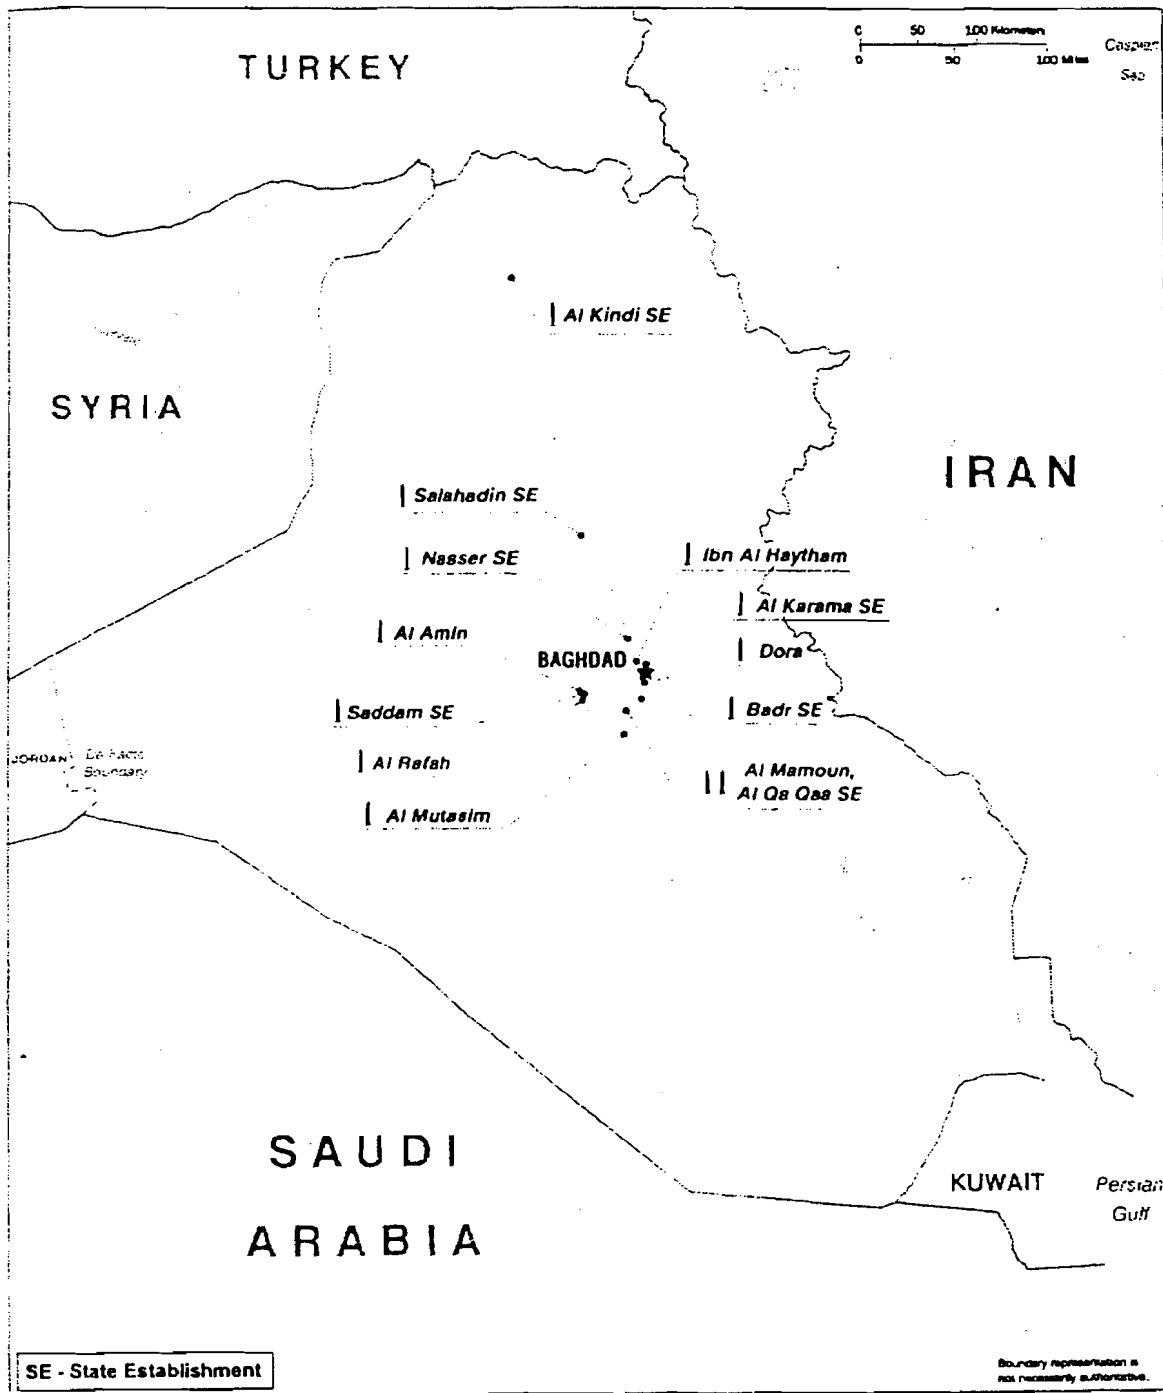 TURKEY
0 50 100 Kilometers
0 50 100 Miles
Caspian
Sea
Al Kindi SE
SYRIA
IRAN
Salahadin SE
Nasser SE
Ibn Al Haytham
Al Karama SE
Al Amin
BAGHDAD
Dora
Saddam SE
Badr SE
JORDAN
De Facto
Boundary
Al Rafah
Al Mamoun,
Al Qa Qaa SE
Al Mutasim
SAUDI
ARABIA
KUWAIT
Persian
Gulf
SE - State Establishment
Boundary representation is
not necessarily authoritative.